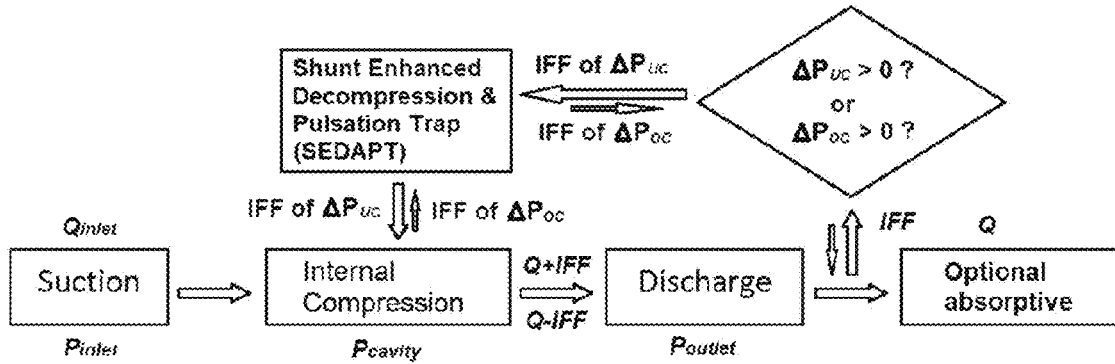 Shunt Enhanced
Decompression &
Pulsation Trap
(SEDAPT)
IFF of ΔPUC
IFF of ΔPOC
ΔPUC > 0 ?
or
ΔPOC > 0 ?
IFF of ΔPUC
IFF of ΔPOC
Qinlet
IFF
Q
Suction
Internal
Compression
Q+IFF
Q-IFF
Discharge
Optional
absorptive
Pinlet
Pcavity
Poutlet